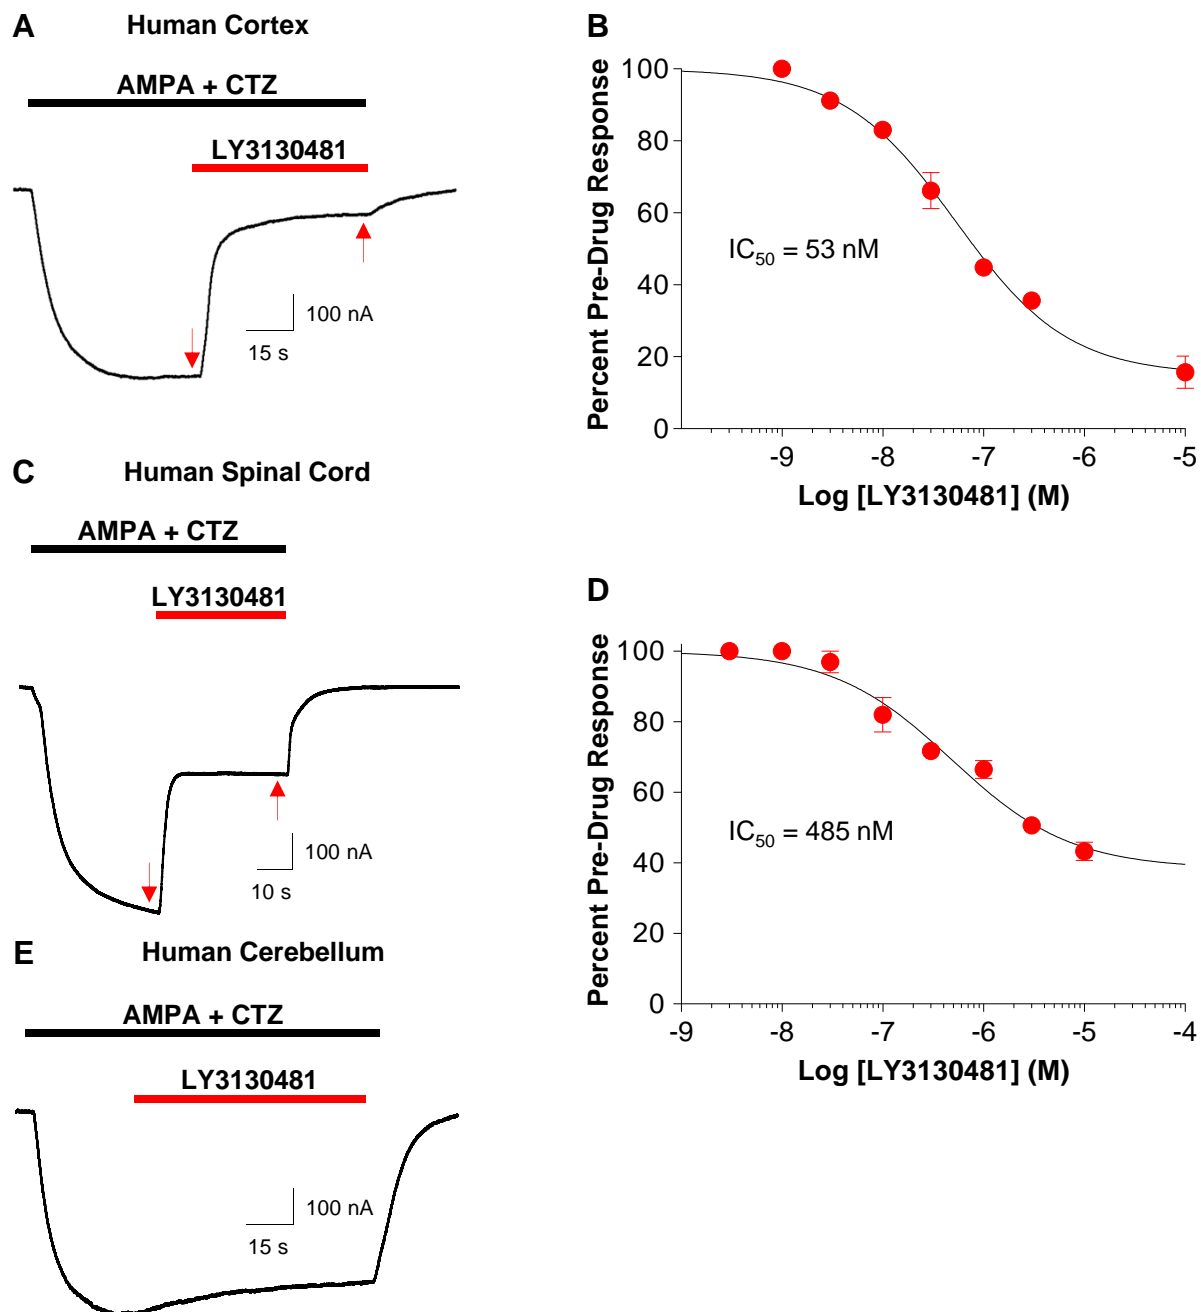 A
Human Cortex
AMPA + CTZ
LY3130481
100 nA
15 s
B
Percent Pre-Drug Response
100
80
60
40
20
0
IC50 = 53 nM
-9
-8
-7
-6
-5
Log [LY3130481] (M)
C
Human Spinal Cord
AMPA + CTZ
LY3130481
100 nA
10 s
D
Percent Pre-Drug Response
100
80
60
40
20
0
IC50 = 485 nM
-9
-8
-7
-6
-5
-4
Log [LY3130481] (M)
E
Human Cerebellum
AMPA + CTZ
LY3130481
100 nA
15 s